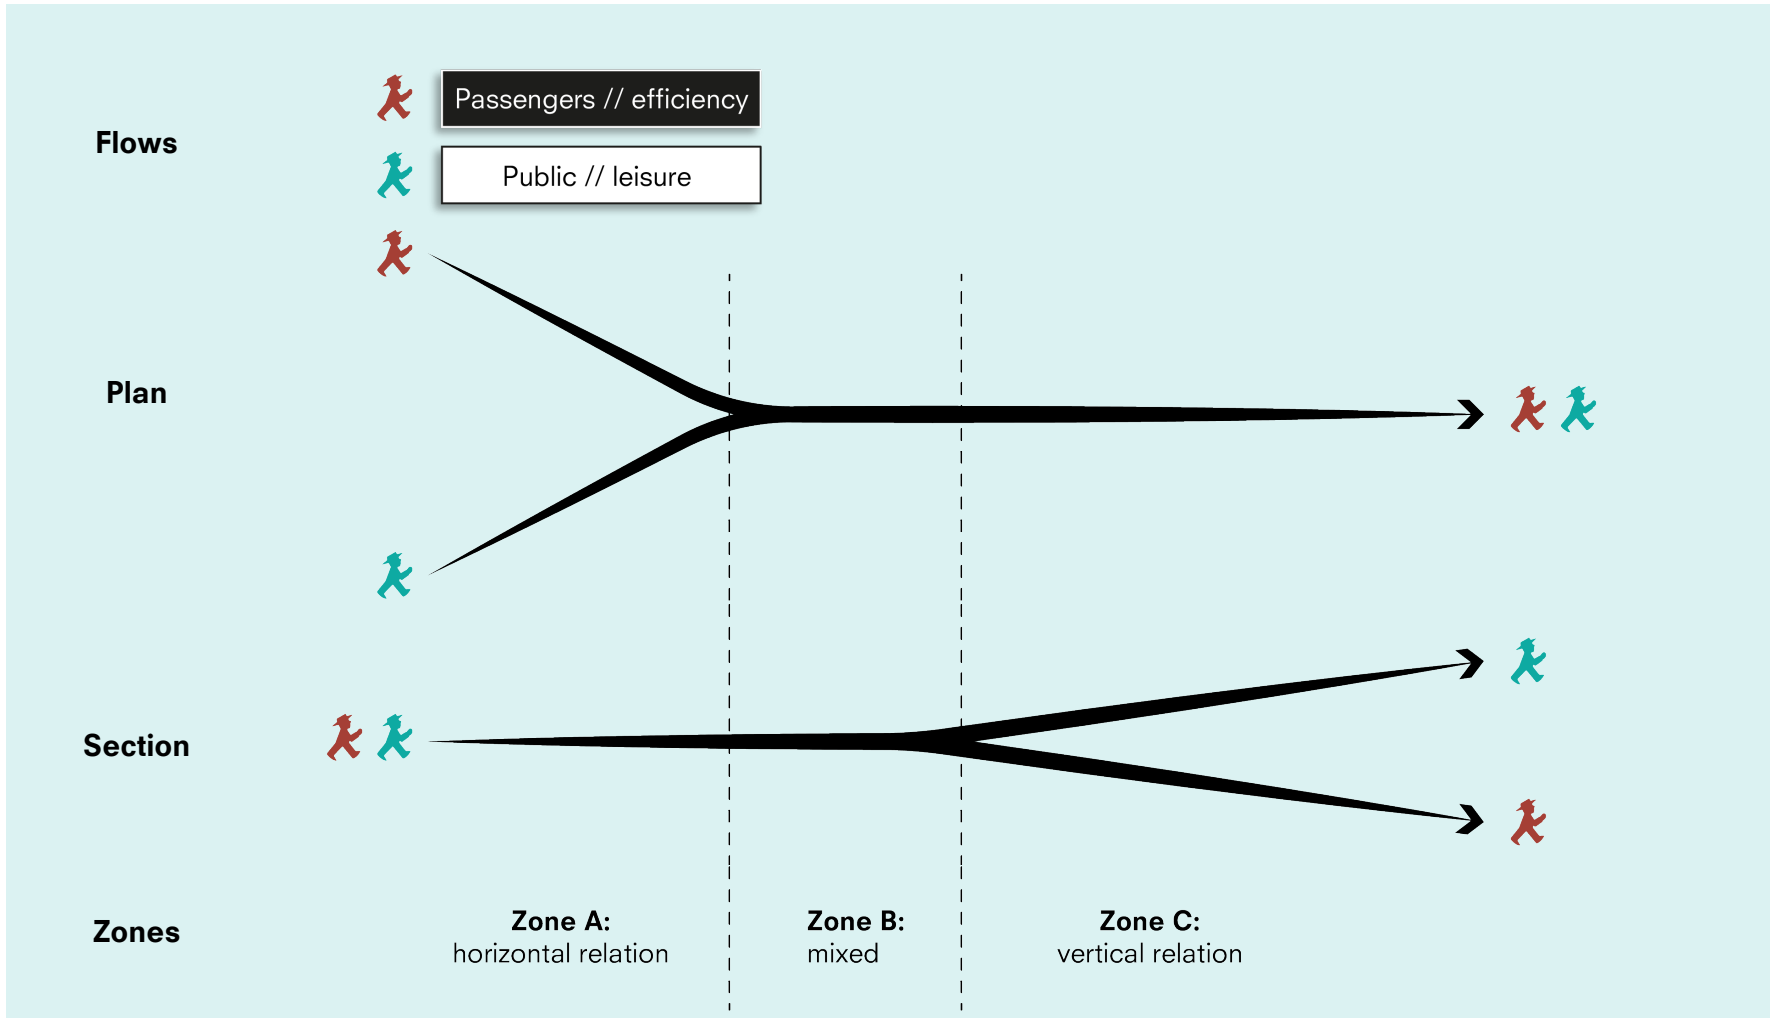 Flows
Passengers // efficiency
Public // leisure
Plan
Section
Zones
Zone A:
horizontal relation
Zone B:
mixed
Zone C:
vertical relation